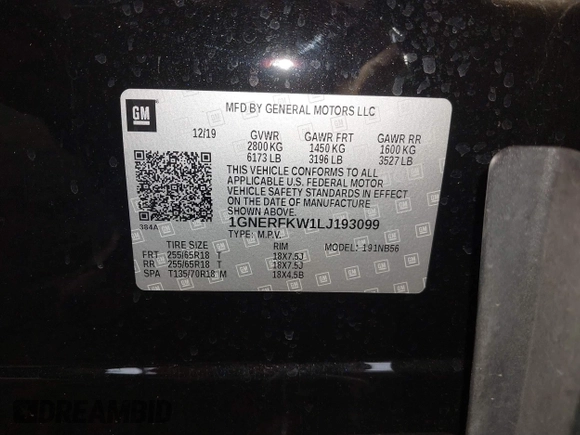 GM
MFD BY GENERAL MOTORS LLC
12/19 GVWR GAWR FRT GAWR RR
2800 KG 1450 KG 1600 KG
6173 LB 3196 LB 3527 LB
THIS VEHICLE CONFORMS TO ALL
APPLICABLE U.S. FEDERAL MOTOR
VEHICLE SAFETY STANDARDS IN EFFECT
ON THE DATE OF MANUFACTURE
SHOWN ABOVE.
384A
1GNERFKW1LJ193099
TYPE: M.P.V. MODEL: 191NB56
TIRE SIZE RIM
FRT 255/65R18 T 18X7.5J
RR 255/65R18 T 18X7.5J
SPA T135/70R18 M 18X4.5B
DREAMBID